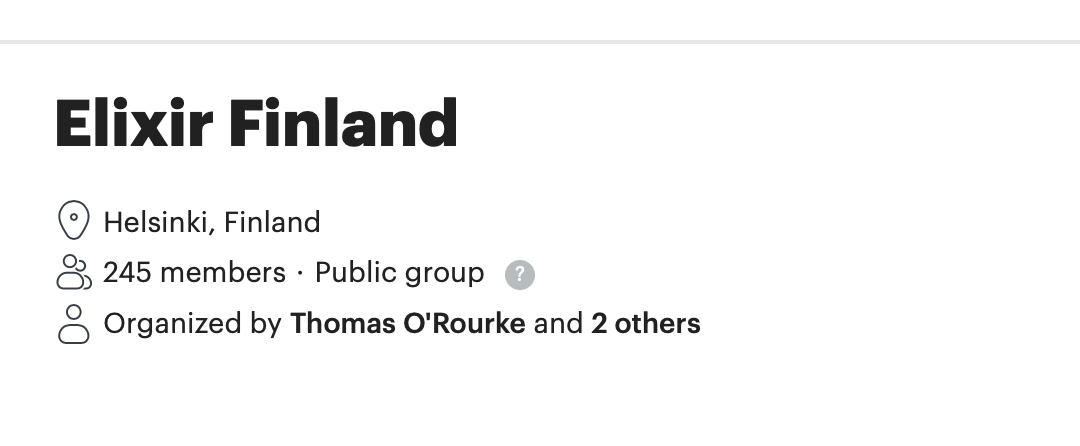 Elixir Finland
Helsinki, Finland
245 members · Public group ?
Organized by Thomas O'Rourke and 2 others